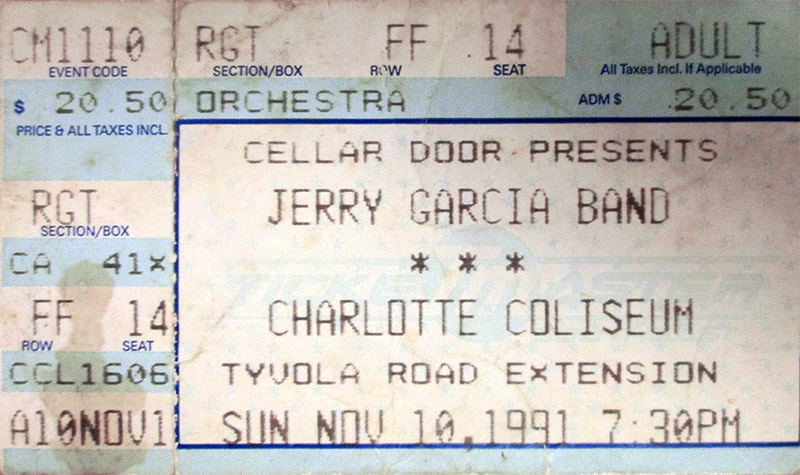 CM1110
EVENT CODE
$ 20.50
PRICE & ALL TAXES INCL.
RGT
SECTION/BOX
CA 41x
FF 14
ROW SEAT
CCL1606
A10NOV1
RGT FF 14 ADULT
SECTION/BOX ROW SEAT All Taxes Incl. If Applicable
ORCHESTRA ADM $ 20.50
CELLAR DOOR PRESENTS
JERRY GARCIA BAND
* * *
TICKETMASTER
CHARLOTTE COLISEUM
TYVOLA ROAD EXTENSION
SUN NOV 10,1991 7:30PM